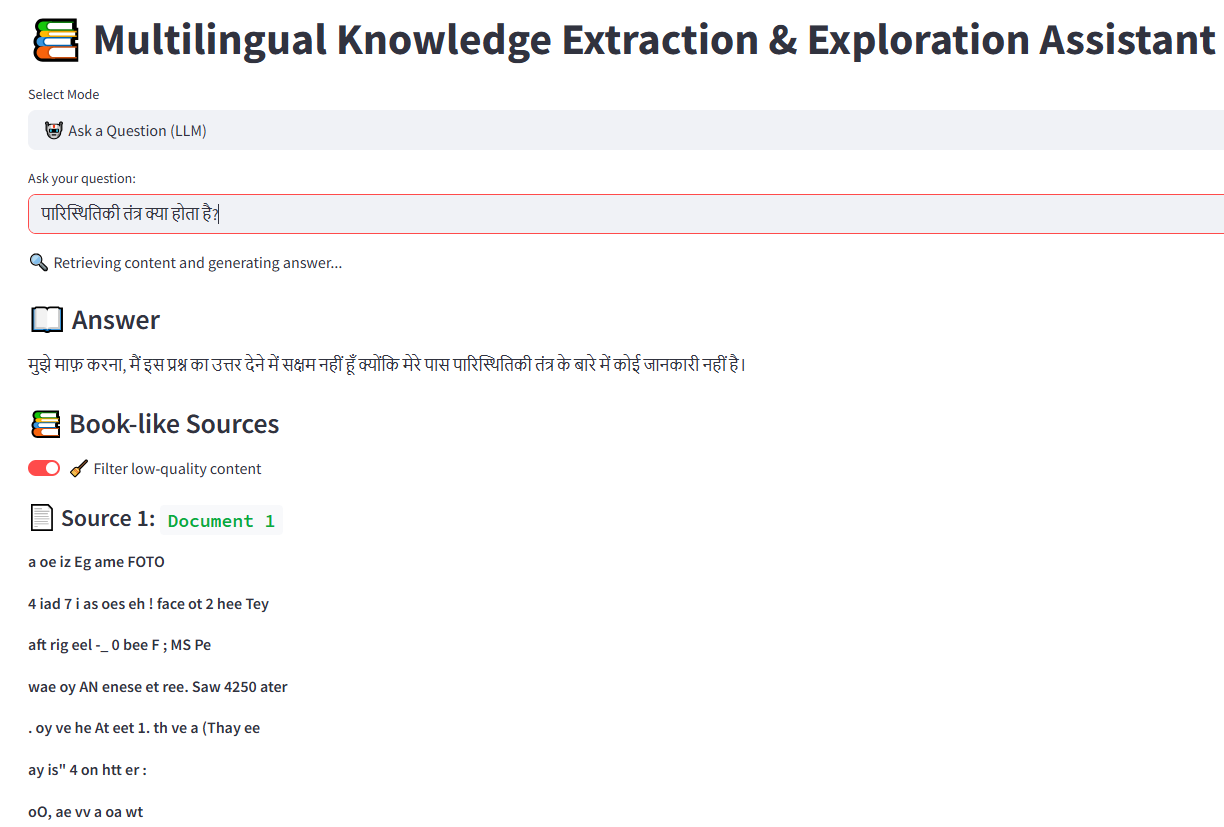 Multilingual Knowledge Extraction & Exploration Assistant
Select Mode
Ask a Question (LLM)
Ask your question:
पारिस्थितिकी तंत्र क्या होता है?
Retrieving content and generating answer...
Answer
मुझे माफ़ करना, मैं इस प्रश्न का उत्तर देने में सक्षम नहीं हूँ क्योंकि मेरे पास पारिस्थितिकी तंत्र के बारे में कोई जानकारी नहीं है।
Book-like Sources
Filter low-quality content
Source 1: Document 1
a oe iz Eg ame FOTO
4 iad 7 i as oes eh ! face ot 2 hee Tey
aft rig eel -_ 0 bee F ; MS Pe
wae oy AN enese et ree. Saw 4250 ater
. oy ve he At eet 1. th ve a (Thay ee
ay is" 4 on htt er :
oO, ae vv a oa wt